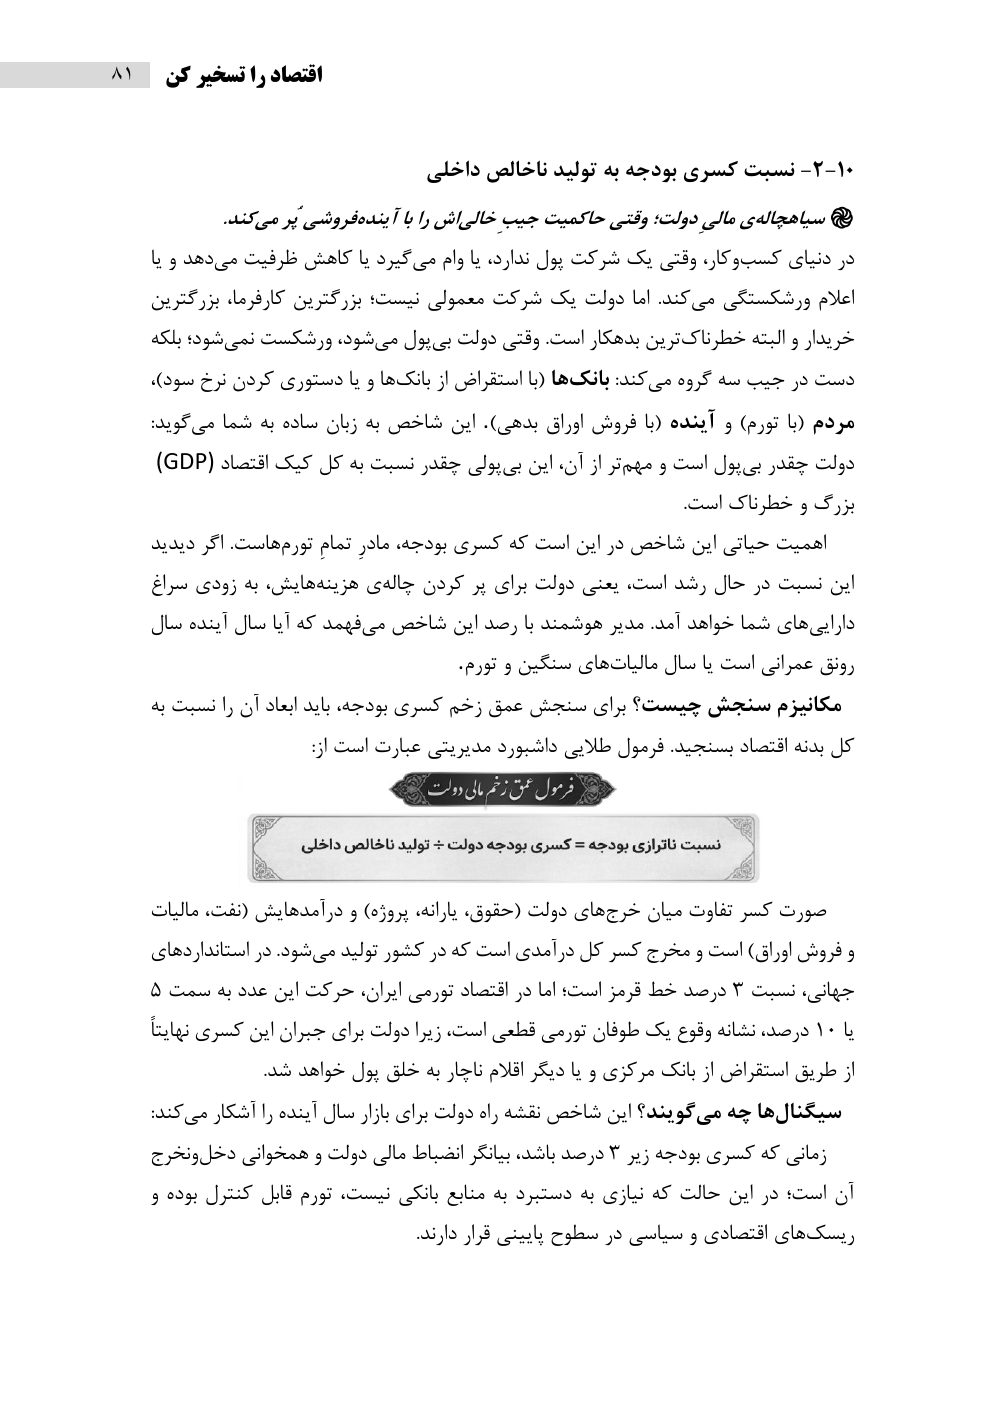 اقتصاد را تسخیر کن ۸۱
۲-۱۰- نسبت کسری بودجه به تولید ناخالص داخلی
سیاهچاله‌ی مالیِ دولت؛ وقتی حاکمیت جیبِ خالی‌اش را با آینده‌فروشی پُر می‌کند.
در دنیای کسب‌وکار، وقتی یک شرکت پول ندارد، یا وام می‌گیرد یا کاهش ظرفیت می‌دهد و یا
اعلام ورشکستگی می‌کند. اما دولت یک شرکت معمولی نیست؛ بزرگترین کارفرما، بزرگترین
خریدار و البته خطرناک‌ترین بدهکار است. وقتی دولت بی‌پول می‌شود، ورشکست نمی‌شود؛ بلکه
دست در جیب سه گروه می‌کند: بانک‌ها (با استقراض از بانک‌ها و یا دستوری کردن نرخ سود)،
مردم (با تورم) و آینده (با فروش اوراق بدهی). این شاخص به زبان ساده به شما می‌گوید:
دولت چقدر بی‌پول است و مهم‌تر از آن، این بی‌پولی چقدر نسبت به کل کیک اقتصاد (GDP)
بزرگ و خطرناک است.
اهمیت حیاتی این شاخص در این است که کسری بودجه، مادرِ تمامِ تورم‌هاست. اگر دیدید
این نسبت در حال رشد است، یعنی دولت برای پر کردن چاله‌ی هزینه‌هایش، به زودی سراغ
دارایی‌های شما خواهد آمد. مدیر هوشمند با رصد این شاخص می‌فهمد که آیا سال آینده سال
رونق عمرانی است یا سال مالیات‌های سنگین و تورم.
مکانیزم سنجش چیست؟ برای سنجش عمق زخم کسری بودجه، باید ابعاد آن را نسبت به
کل بدنه اقتصاد بسنجید. فرمول طلایی داشبورد مدیریتی عبارت است از:
فرمول عمق زخم مالی دولت
نسبت ناترازی بودجه = کسری بودجه دولت ÷ تولید ناخالص داخلی
صورت کسر تفاوت میان خرج‌های دولت (حقوق، یارانه، پروژه) و درآمدهایش (نفت، مالیات
و فروش اوراق) است و مخرج کسر کل درآمدی است که در کشور تولید می‌شود. در استانداردهای
جهانی، نسبت ۳ درصد خط قرمز است؛ اما در اقتصاد تورمی ایران، حرکت این عدد به سمت ۵
یا ۱۰ درصد، نشانه وقوع یک طوفان تورمی قطعی است، زیرا دولت برای جبران این کسری نهایتاً
از طریق استقراض از بانک مرکزی و یا دیگر اقلام ناچار به خلق پول خواهد شد.
سیگنال‌ها چه می‌گویند؟ این شاخص نقشه راه دولت برای بازار سال آینده را آشکار می‌کند:
زمانی که کسری بودجه زیر ۳ درصد باشد، بیانگر انضباط مالی دولت و همخوانی دخل‌ونخرج
آن است؛ در این حالت که نیازی به دستبرد به منابع بانکی نیست، تورم قابل کنترل بوده و
ریسک‌های اقتصادی و سیاسی در سطوح پایینی قرار دارند.